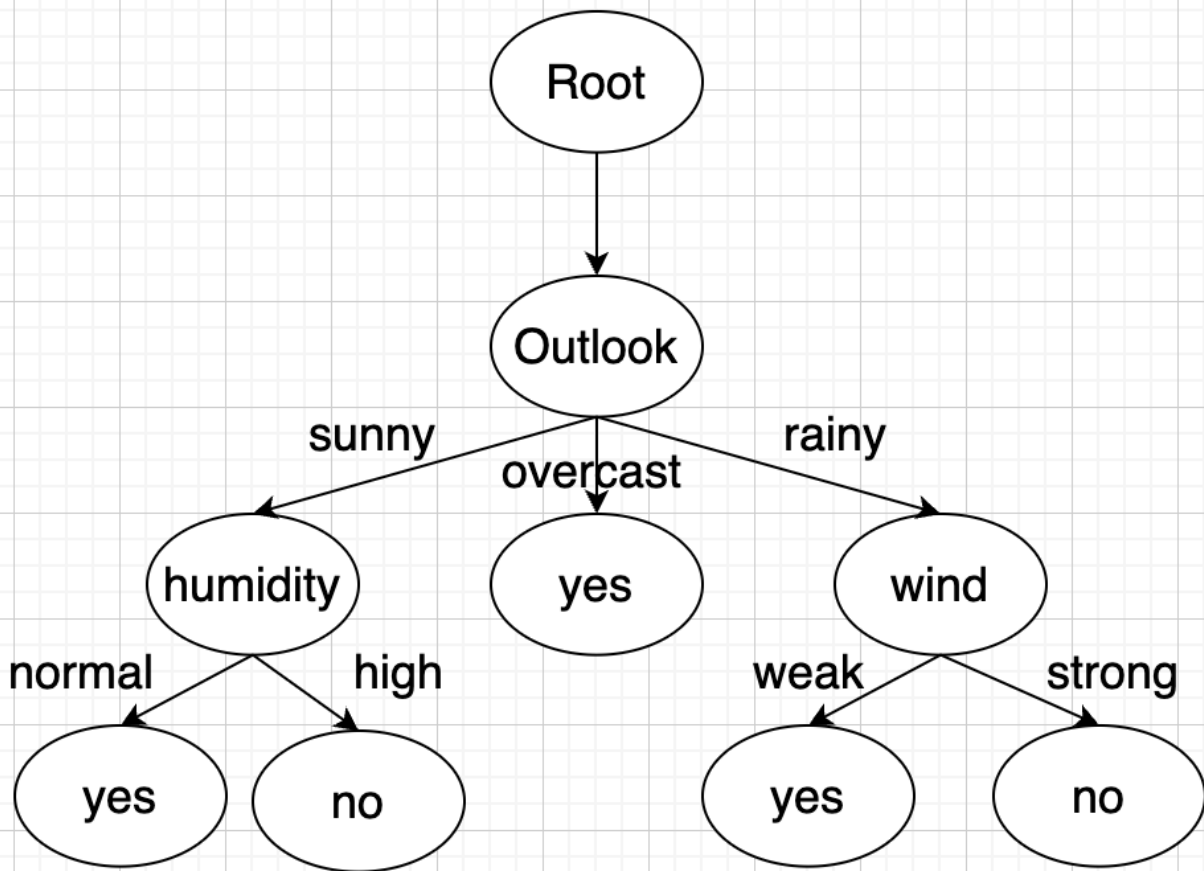 Root
Outlook
sunny
overcast
rainy
humidity
yes
wind
normal
high
weak
strong
yes
no
yes
no